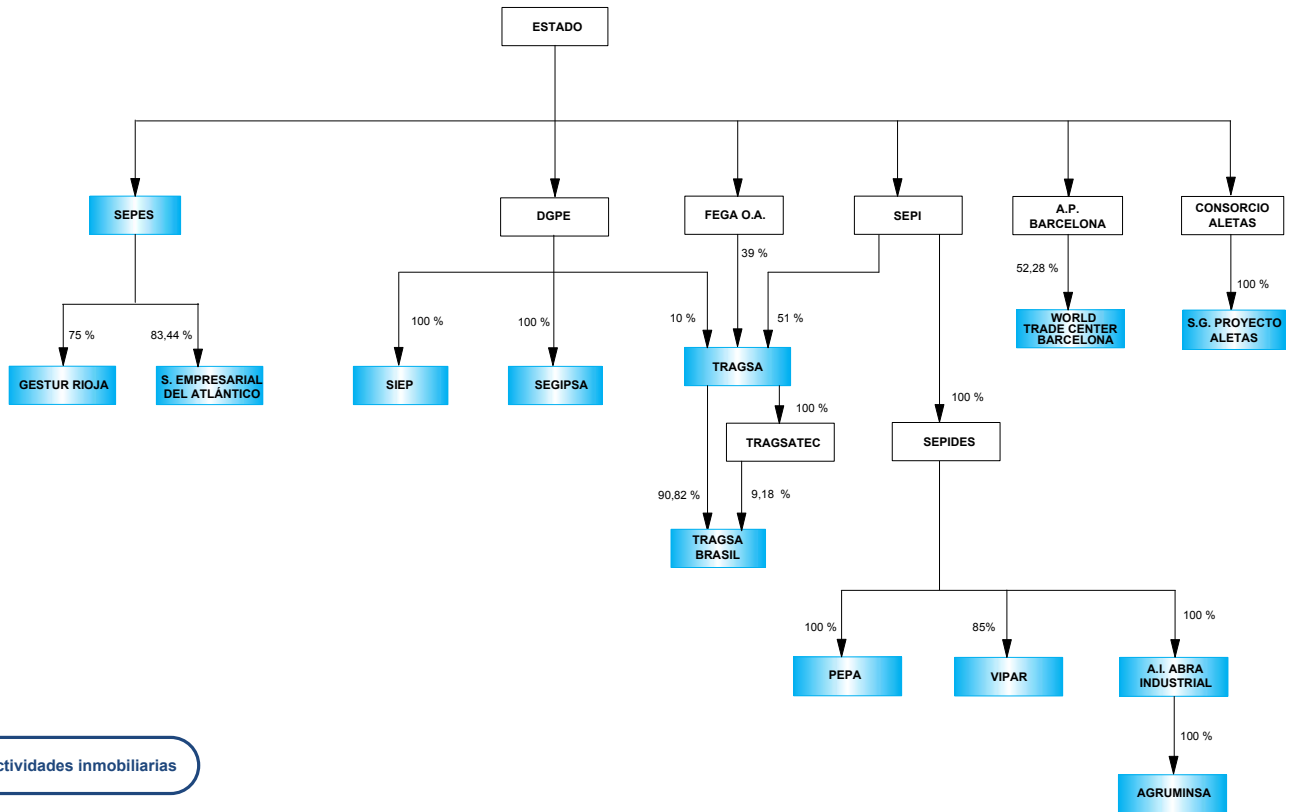 ESTADO
SEPES
DGPE
FEGA O.A.
SEPI
A.P.
BARCELONA
CONSORCIO
ALETAS
39 %
52,28 %
100 %
75 %
83,44 %
100 %
100 %
10 %
51 %
WORLD
TRADE CENTER
BARCELONA
S.G. PROYECTO
ALETAS
GESTUR RIOJA
S. EMPRESARIAL
DEL ATLÁNTICO
SIEP
SEGIPSA
TRAGSA
100 %
100 %
TRAGSATEC
SEPIDES
90,82 %
9,18 %
TRAGSA
BRASIL
100 %
85%
100 %
PEPA
VIPAR
A.I. ABRA
INDUSTRIAL
100 %
ctividades inmobiliarias
AGRUMINSA